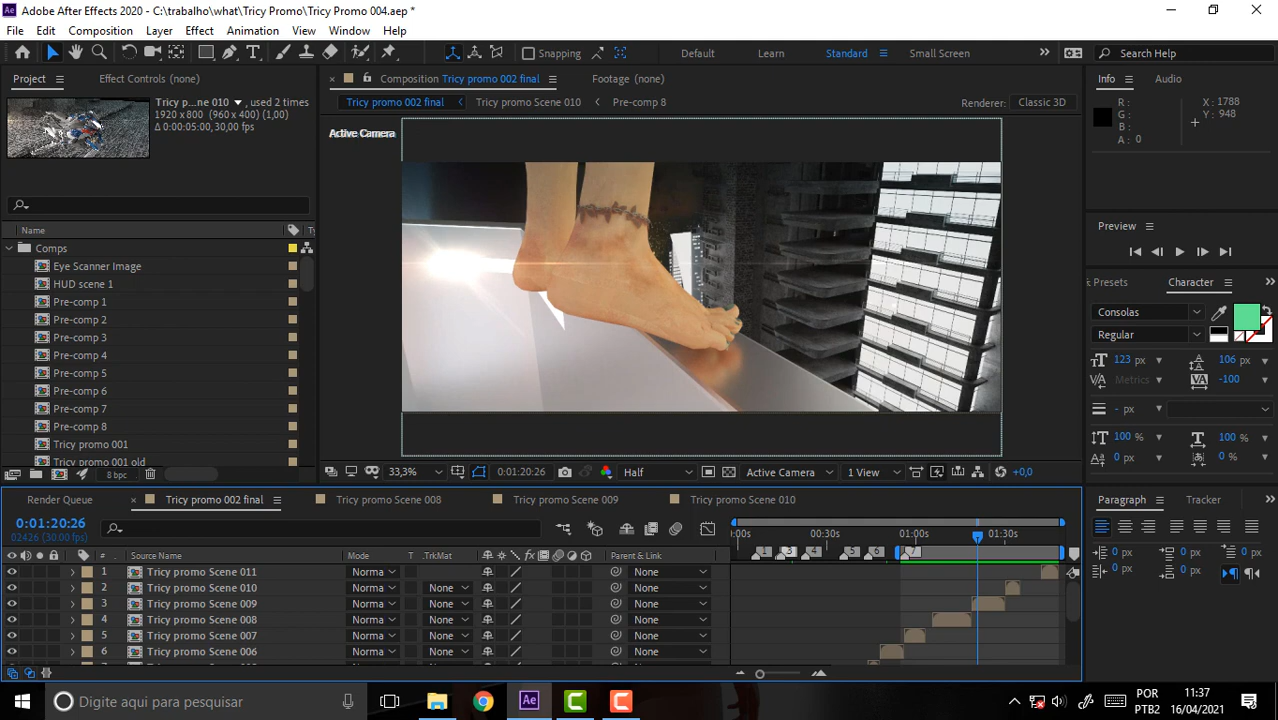 Adobe After Effects 2020 - C:\trabalho\what\Tricy Promo\Tricy Promo 004.aep *
File Edit Composition Layer Effect Animation View Window Help
Snapping Default Learn Standard Small Screen Search Help
Project Effect Controls (none)
Tricy p...ne 010 , used 2 times
1920 x 800 (960 x 400) (1,00)
Δ 0:00:05:00, 30,00 fps
Name
Comps
Eye Scanner Image
HUD scene 1
Pre-comp 1
Pre-comp 2
Pre-comp 3
Pre-comp 4
Pre-comp 5
Pre-comp 6
Pre-comp 7
Pre-comp 8
Tricy promo 001
Tricy promo 001 old
8 bpc
Composition Tricy promo 002 final Footage (none)
Tricy promo 002 final Tricy promo Scene 010 Pre-comp 8 Renderer: Classic 3D
Active Camera
33,3% 0:01:20:26 Half Active Camera 1 View +0,0
Info Audio
R: X: 1788
G: Y: 948
B:
A: 0
Preview
Presets Character
Consolas
Regular
123 px 106 px
Metrics -100
- px
100 % 100 %
0 px 0 %
Render Queue Tricy promo 002 final Tricy promo Scene 008 Tricy promo Scene 009 Tricy promo Scene 010
0:01:20:26
02426 (30.00 fps)
:00s 00:30s 01:00s 01:30s
# Source Name Mode T .TrkMat Parent & Link
1 3 4 5 6 7
1 Tricy promo Scene 011 Norma None
2 Tricy promo Scene 010 Norma None None
3 Tricy promo Scene 009 Norma None None
4 Tricy promo Scene 008 Norma None None
5 Tricy promo Scene 007 Norma None None
6 Tricy promo Scene 006 Norma None None
Paragraph Tracker
0 px 0 px 0 px
0 px 0 px
Digite aqui para pesquisar
POR
PTB2
11:37
16/04/2021